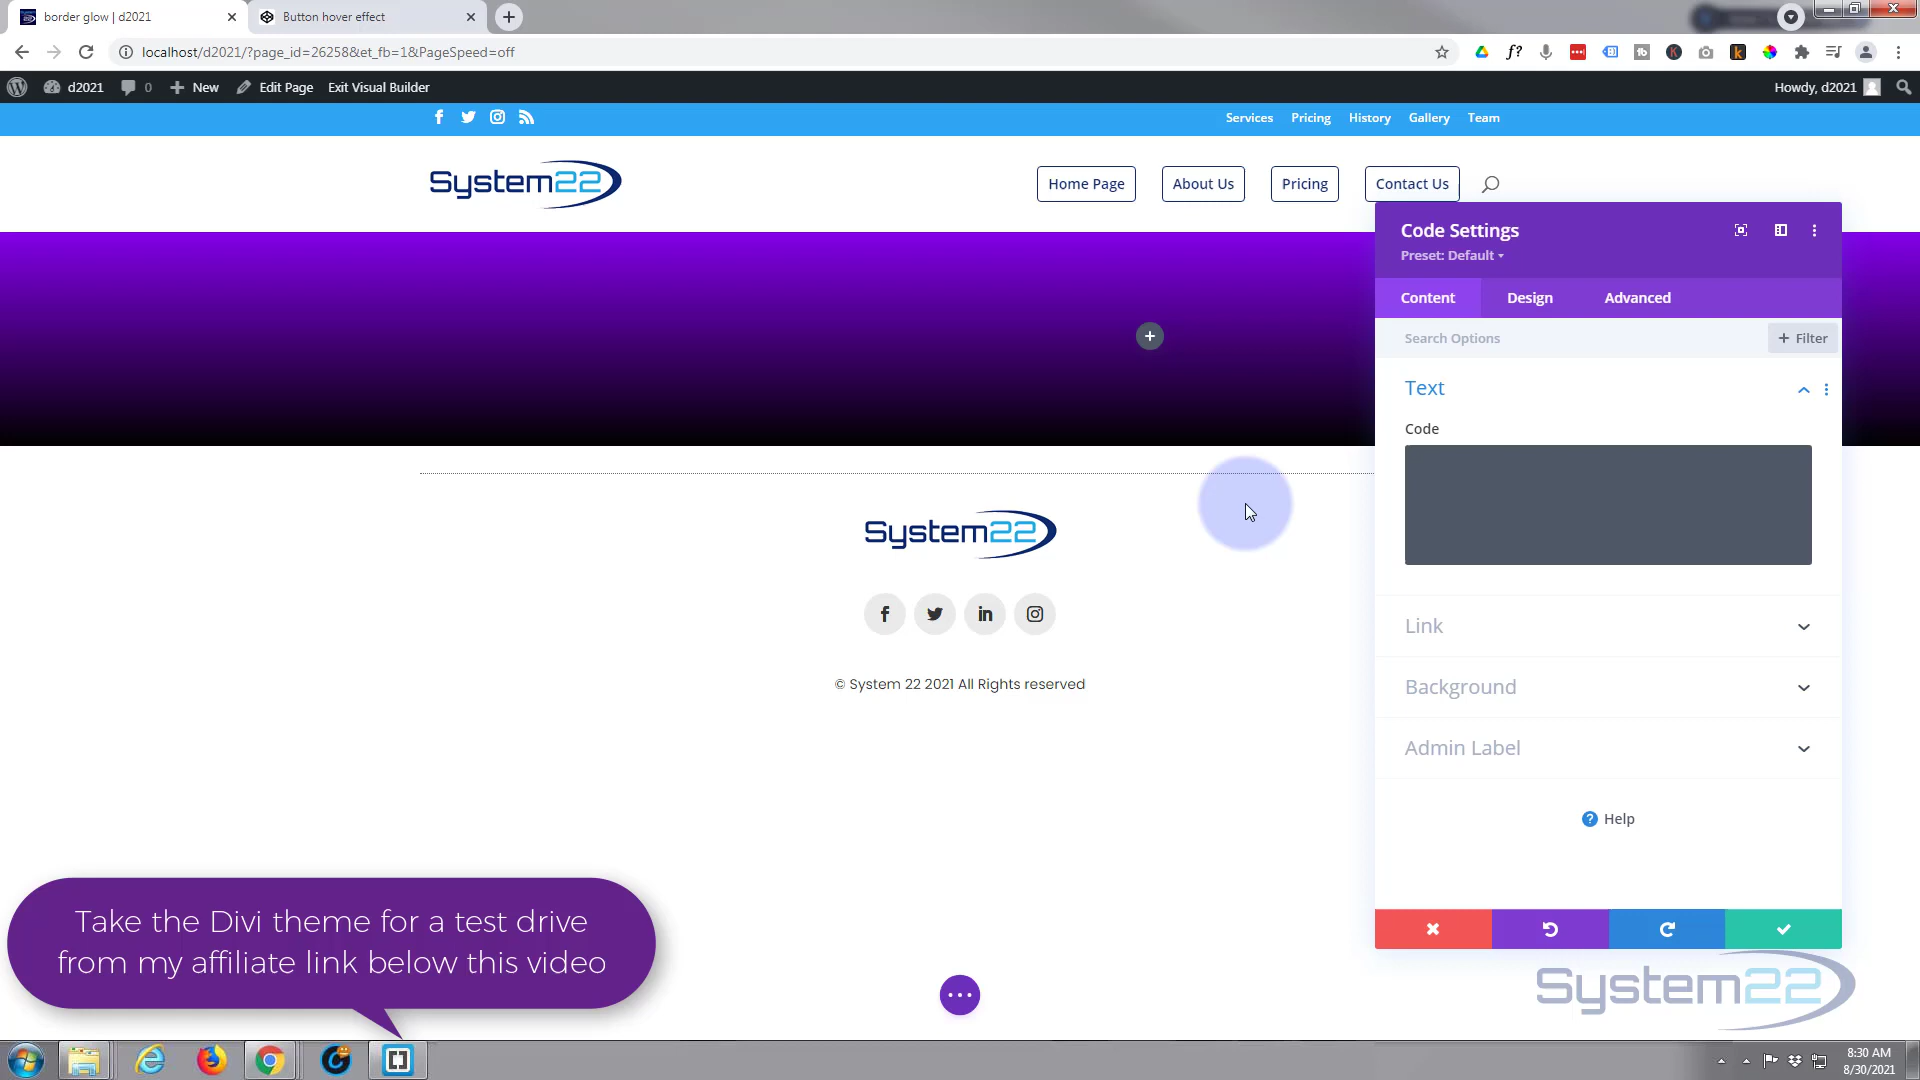 border glow | d2021
Button hover effect
localhost/d2021/?page_id=26258&et_fb=1&PageSpeed=off
d2021
0
New
Edit Page
Exit Visual Builder
Howdy, d2021
Services
Pricing
History
Gallery
Team
System22
Home Page
About Us
Pricing
Contact Us
Code Settings
Preset: Default
Content
Design
Advanced
Search Options
+ Filter
Text
Code
Link
Background
Admin Label
? Help
System22
© System 22 2021 All Rights reserved
Take the Divi theme for a test drive
from my affiliate link below this video
System22
8:30 AM
8/30/2021